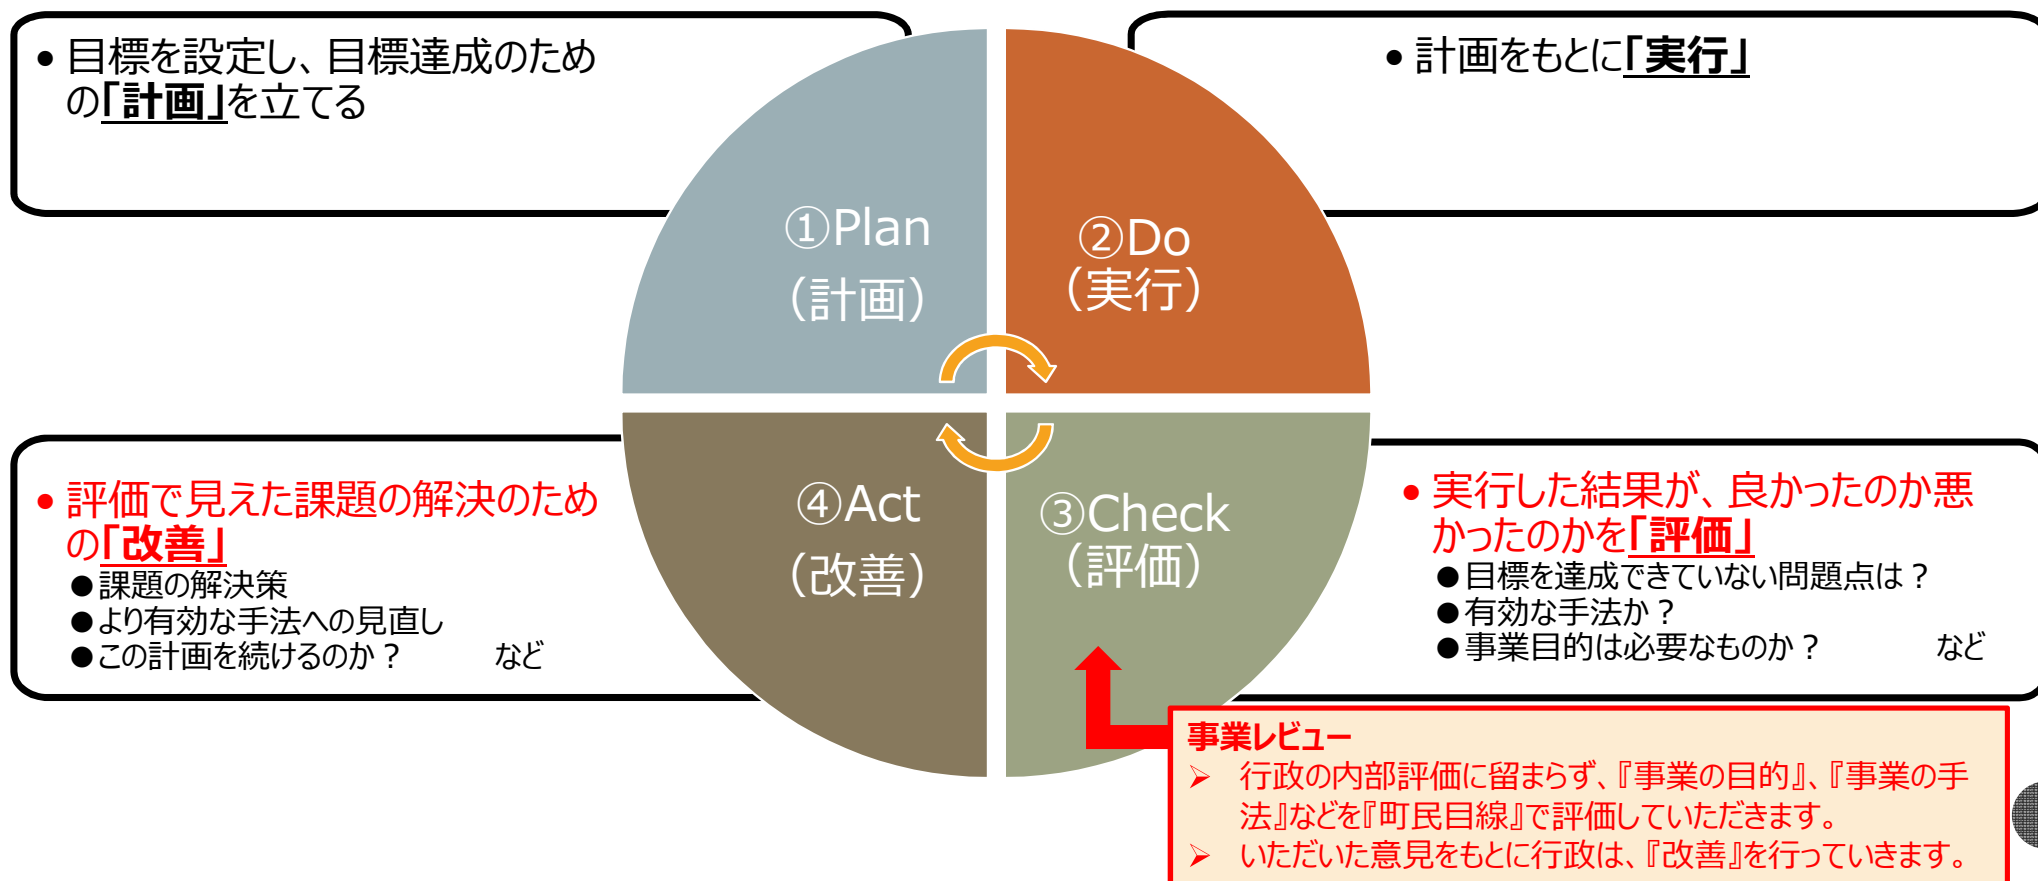 • 目標を設定し、目標達成のため
の「計画」を立てる
• 計画をもとに「実行」
①Plan
（計画）
②Do
（実行）
• 評価で見えた課題の解決のため
の「改善」
●課題の解決策
●より有効な手法への見直し
●この計画を続けるのか？ など
④Act
（改善）
③Check
（評価）
• 実行した結果が、良かったのか悪
かったのかを「評価」
●目標を達成できていない問題点は？
●有効な手法か？
●事業目的は必要なものか？ など
事業レビュー
➢ 行政の内部評価に留まらず、『事業の目的』、『事業の手
法』などを『町民目線』で評価していただきます。
➢ いただいた意見をもとに行政は、『改善』を行っていきます。